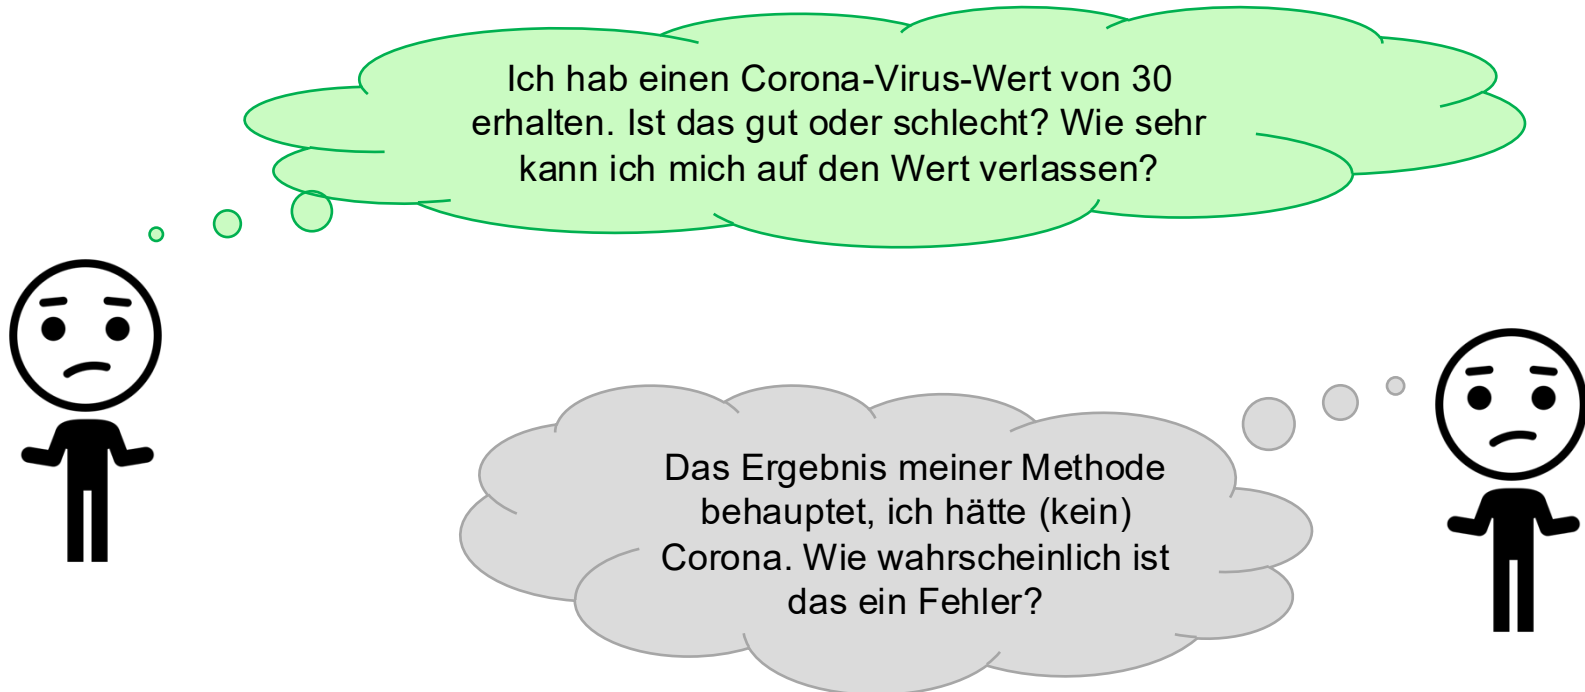 Ich hab einen Corona-Virus-Wert von 30
erhalten. Ist das gut oder schlecht? Wie sehr
kann ich mich auf den Wert verlassen?
Das Ergebnis meiner Methode
behauptet, ich hätte (kein)
Corona. Wie wahrscheinlich ist
das ein Fehler?